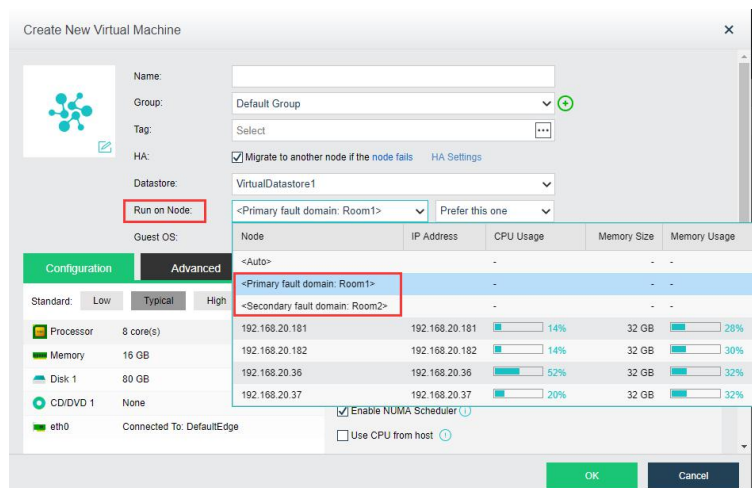 Create New Virtual Machine
Name:
Group: Default Group
Tag: Select
HA: Migrate to another node if the node fails HA Settings
Datastore: VirtualDatastore1
Run on Node: <Primary fault domain: Room1> Prefer this one
Guest OS:
Node IP Address CPU Usage Memory Size Memory Usage
<Auto> - - -
<Primary fault domain: Room1> - - -
<Secondary fault domain: Room2> - - -
192.168.20.181 192.168.20.181 14% 32 GB 28%
192.168.20.182 192.168.20.182 14% 32 GB 30%
192.168.20.36 192.168.20.36 52% 32 GB 32%
192.168.20.37 192.168.20.37 20% 32 GB 32%
Configuration Advanced
Standard: Low Typical High
Processor 8 core(s)
Memory 16 GB
Disk 1 80 GB
CD/DVD 1 None
eth0 Connected To: DefaultEdge
Enable NUMA Scheduler
Use CPU from host
OK Cancel